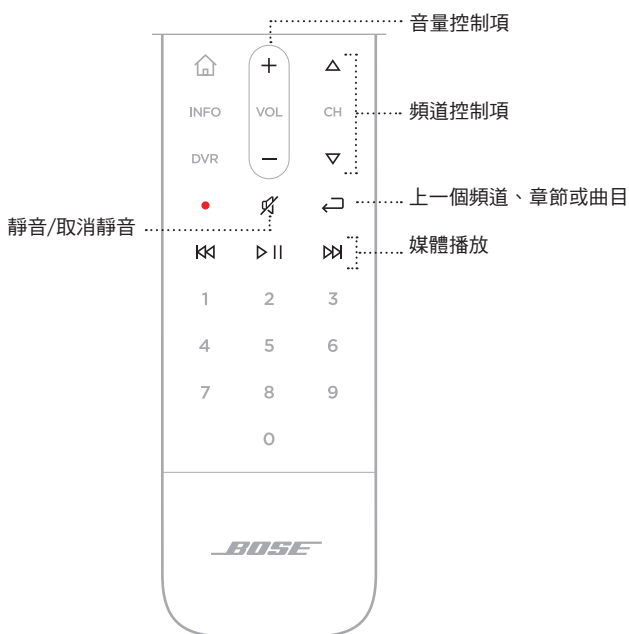 音量控制項
+
INFO
VOL
CH
頻道控制項
DVR
−
上一個頻道、章節或曲目
靜音/取消靜音
媒體播放
1 2 3
4 5 6
7 8 9
0
BOSE